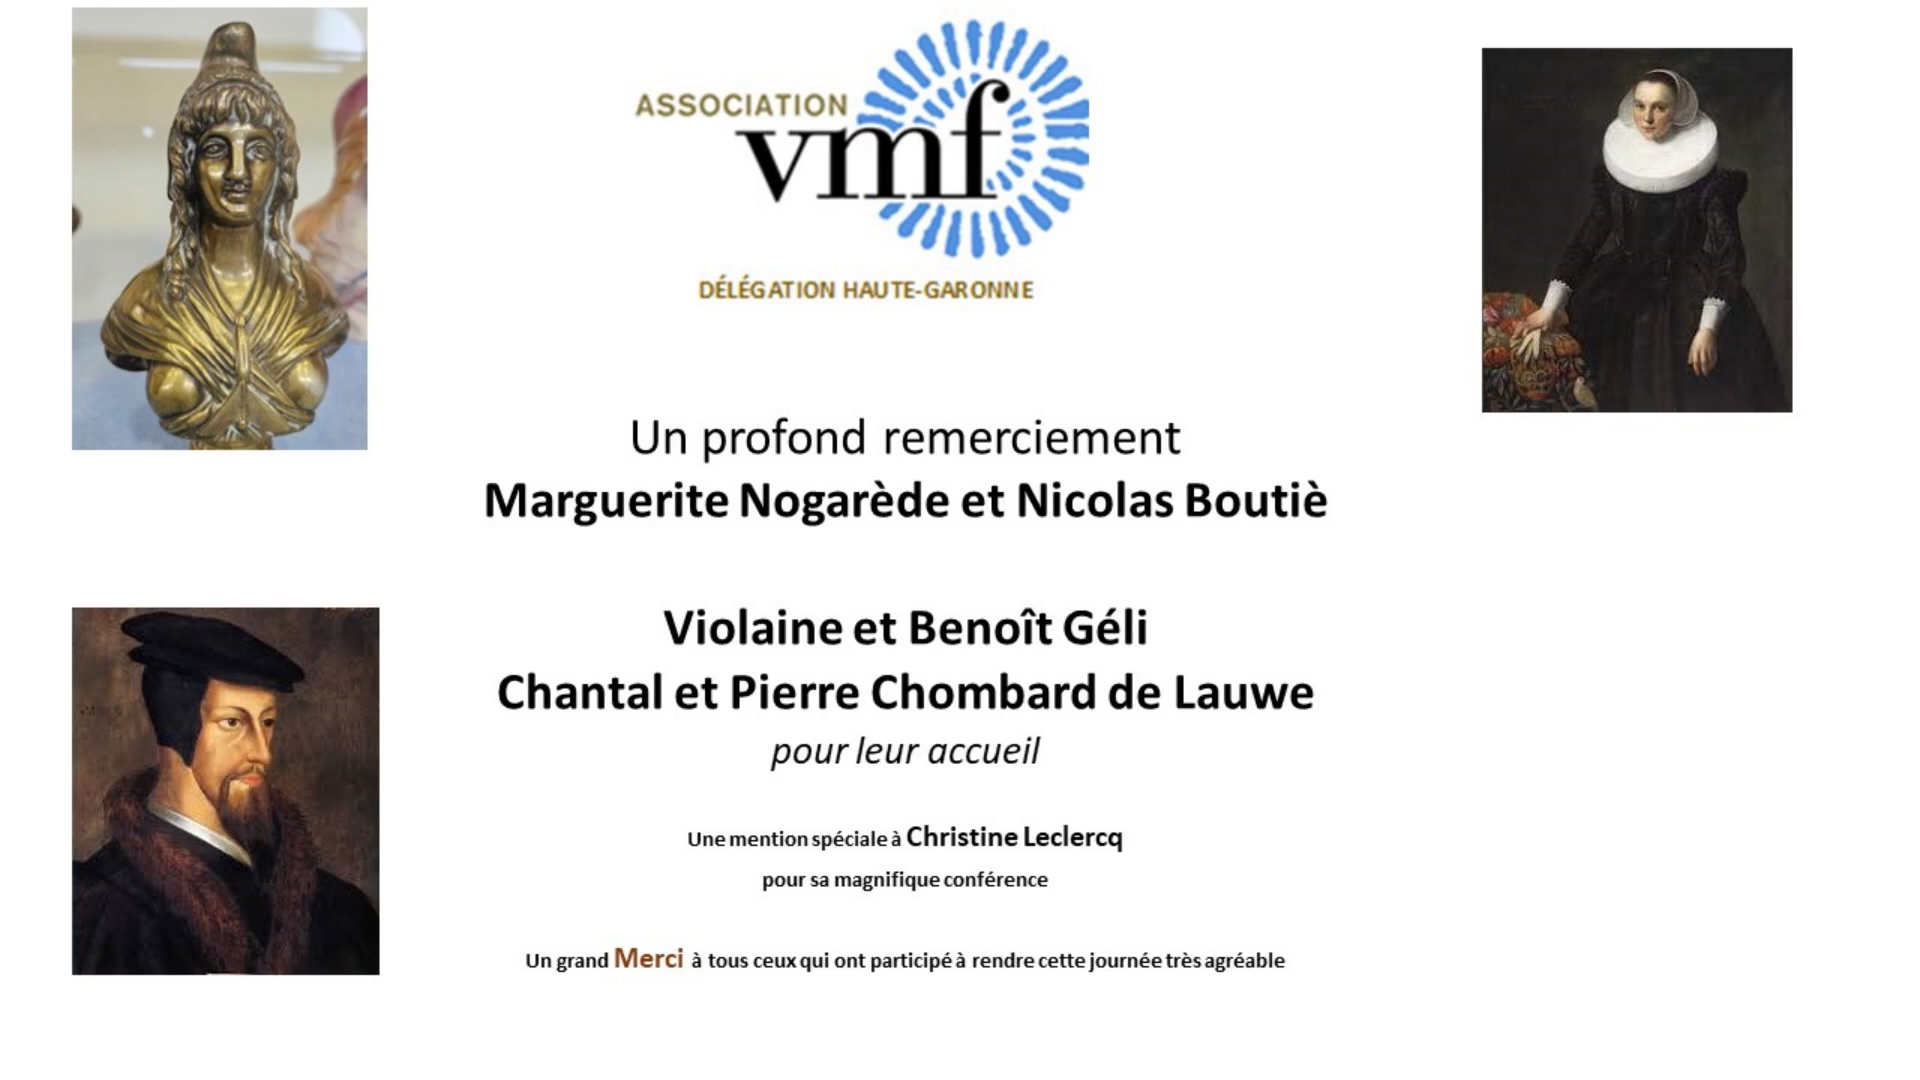 ASSOCIATION
vmf
DÉLÉGATION HAUTE-GARONNE
Un profond remerciement
Marguerite Nogarède et Nicolas Boutiè
Violaine et Benoît Géli
Chantal et Pierre Chombard de Lauwe
pour leur accueil
Une mention spéciale à Christine Leclercq
pour sa magnifique conférence
Un grand Merci à tous ceux qui ont participé à rendre cette journée très agréable